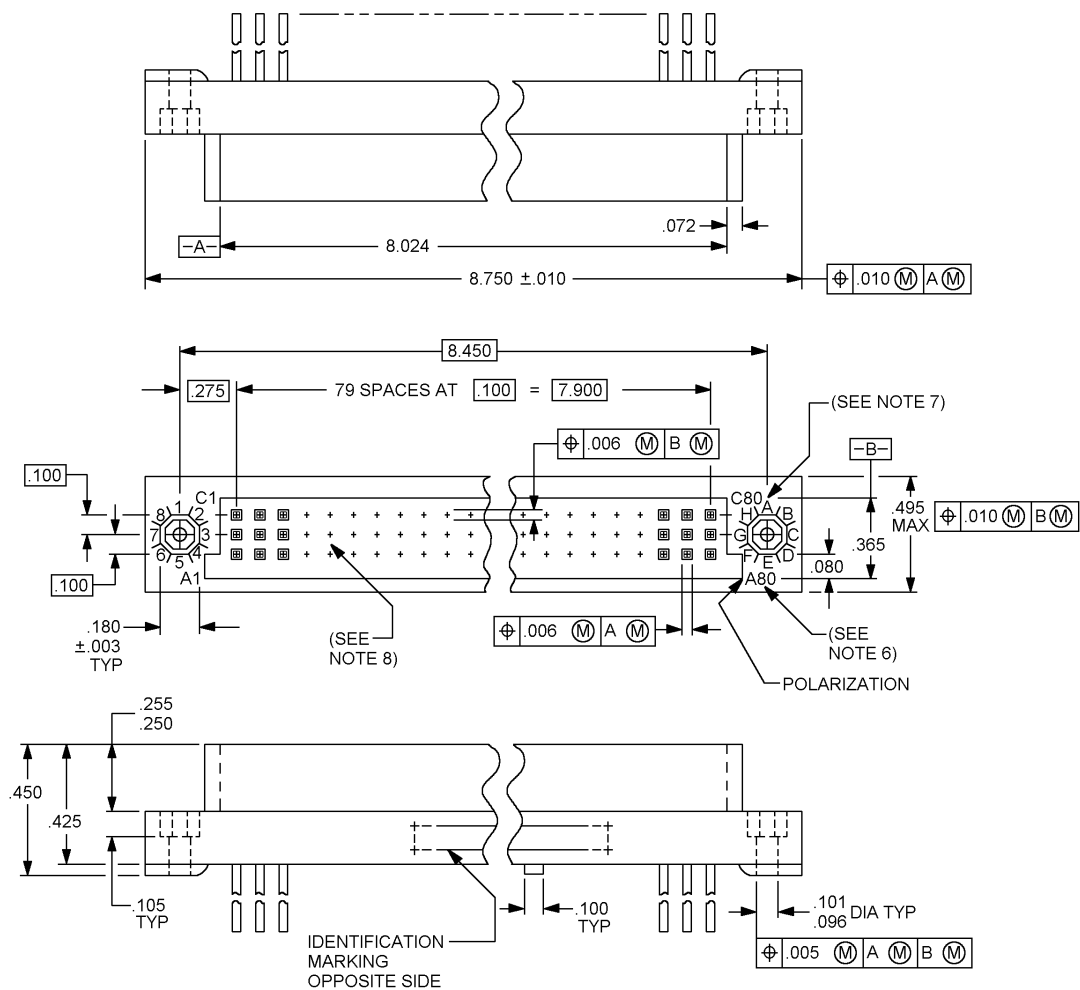 .072
-A-
8.024
8.750 ±.010
⌖ .010 Ⓜ A Ⓜ
8.450
.275
79 SPACES AT .100 = 7.900
(SEE NOTE 7)
⌖ .006 Ⓜ B Ⓜ
-B-
.100
C1
C80
1
2
3
4
5
6
7
8
A
B
C
D
E
F
G
H
.495
MAX
⌖ .010 Ⓜ B Ⓜ
.365
.080
.100
A1
A80
.180
±.003
TYP
(SEE
NOTE 8)
⌖ .006 Ⓜ A Ⓜ
(SEE
NOTE 6)
POLARIZATION
.255
.250
.450
.425
.105
TYP
.100
TYP
.101
.096
DIA TYP
IDENTIFICATION
MARKING
OPPOSITE SIDE
⌖ .005 Ⓜ A Ⓜ B Ⓜ